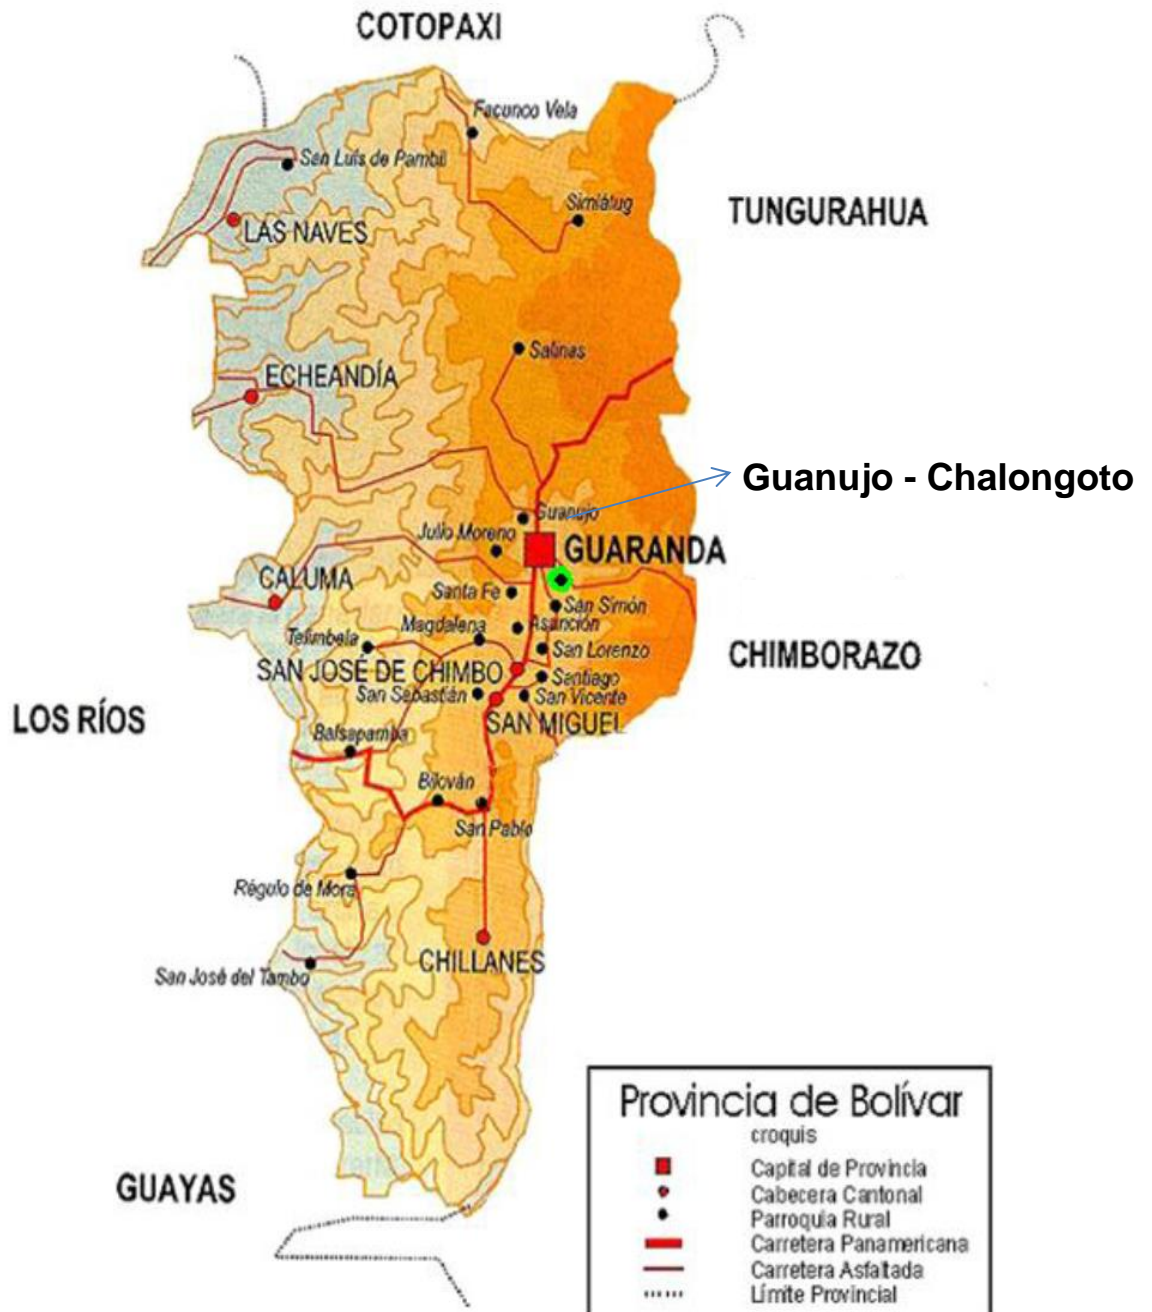 COTOPAXI
Facunco Vela
San Luis de Pambil
Simiátug
TUNGURAHUA
LAS NAVES
Salinas
ECHEANDÍA
Guanujo - Chalongoto
Guanujo
Julio Moreno
GUARANDA
CALUMA
Santa Fe
San Simón
Magdalena
Asunción
Telimbela
San Lorenzo
CHIMBORAZO
SAN JOSÉ DE CHIMBO
Santiago
San Sebastián
San Vicente
LOS RÍOS
SAN MIGUEL
Balsapamba
Bilován
San Pablo
Régulo de Mora
CHILLANES
San José del Tambo
GUAYAS
Provincia de Bolívar
croquis
Capital de Provincia
Cabecera Cantonal
Parroquia Rural
Carretera Panamericana
Carretera Asfaltada
Límite Provincial